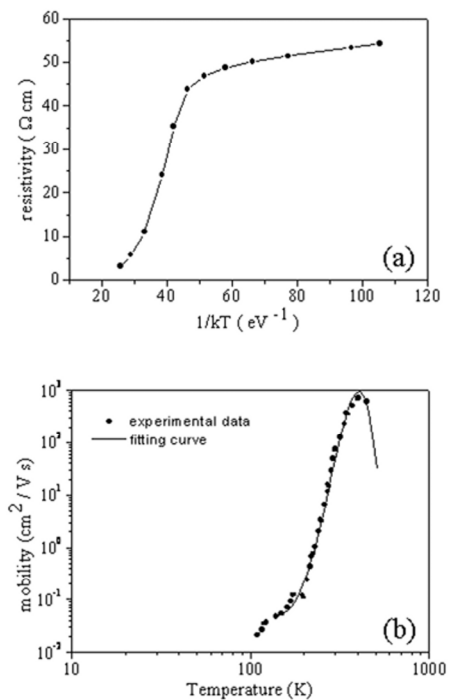 60
50
40
30
20
10
0
resistivity ( Ω cm )
20 40 60 80 100 120
1/kT ( eV ⁻¹ )
(a)
10³
10²
10¹
10⁰
10⁻¹
10⁻²
mobility (cm² / V s)
experimental data
fitting curve
10 100 1000
Temperature (K)
(b)